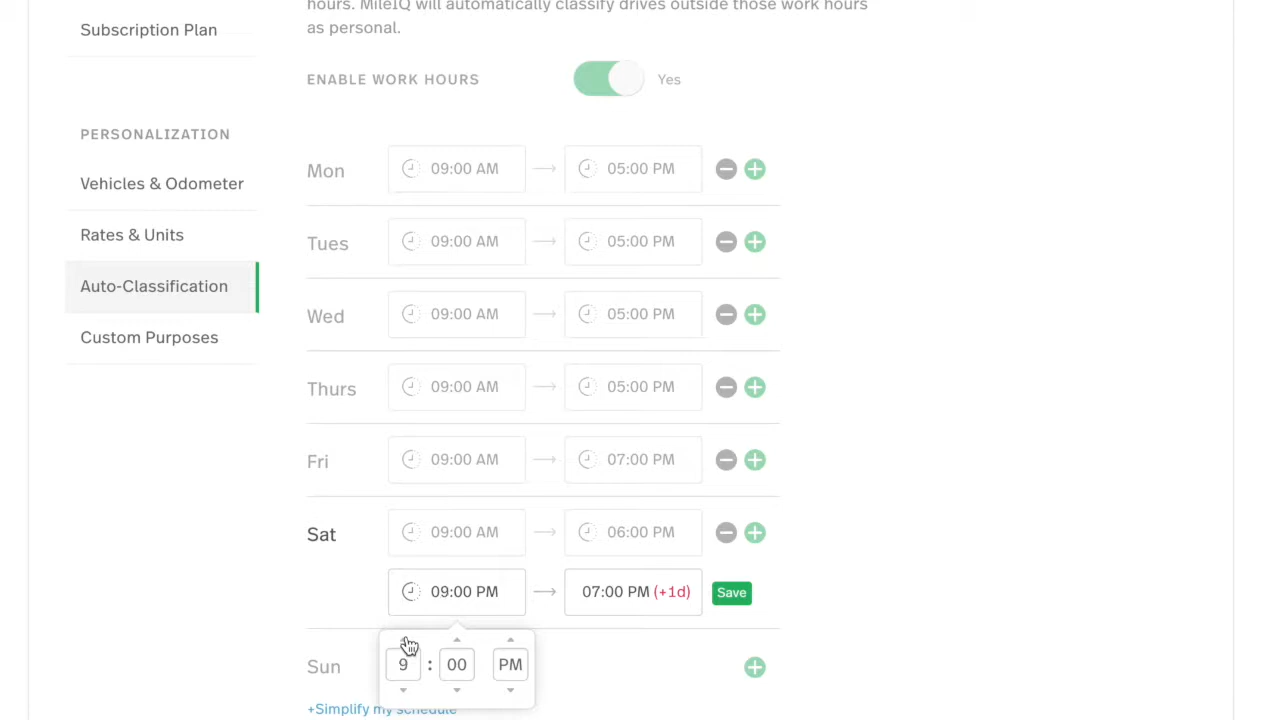 hours. MileIQ will automatically classify drives outside those work hours
as personal.
Subscription Plan
ENABLE WORK HOURS Yes
PERSONALIZATION
Vehicles & Odometer
Rates & Units
Auto-Classification
Custom Purposes
Mon 09:00 AM 05:00 PM
Tues 09:00 AM 05:00 PM
Wed 09:00 AM 05:00 PM
Thurs 09:00 AM 05:00 PM
Fri 09:00 AM 07:00 PM
Sat 09:00 AM 06:00 PM
09:00 PM 07:00 PM (+1d) Save
Sun
9 : 00 PM
+Simplify my schedule